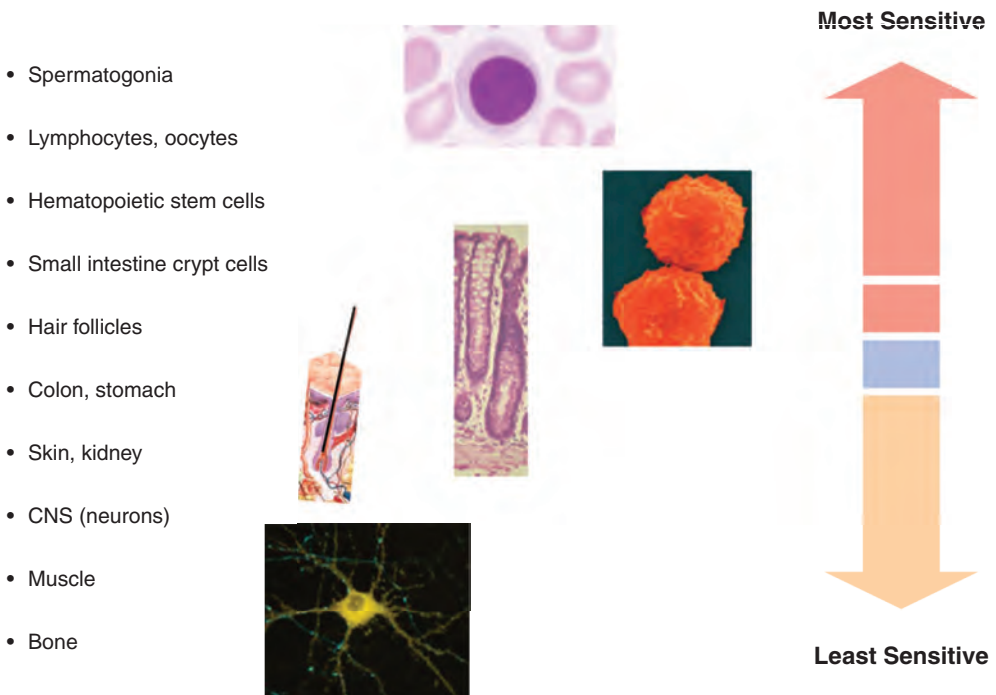 Most Sensitive
• Spermatogonia
• Lymphocytes, oocytes
• Hematopoietic stem cells
• Small intestine crypt cells
• Hair follicles
• Colon, stomach
• Skin, kidney
• CNS (neurons)
• Muscle
• Bone
Least Sensitive